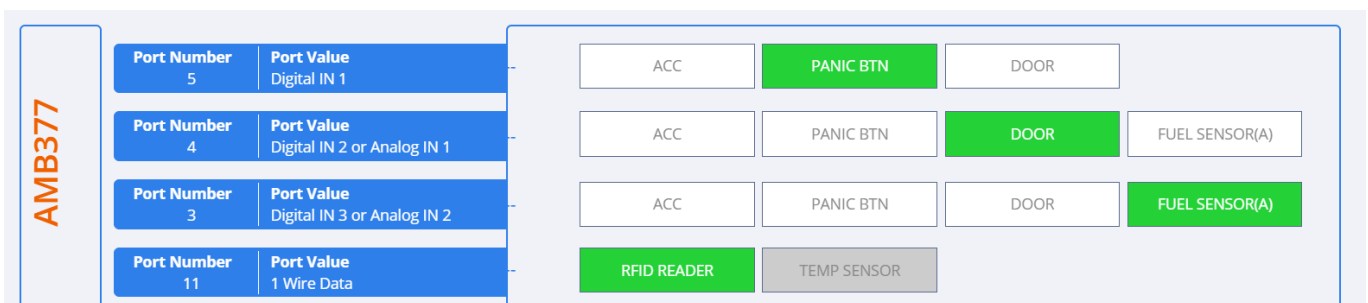 AMB377
Port Number Port Value
5 Digital IN 1
ACC PANIC BTN DOOR
Port Number Port Value
4 Digital IN 2 or Analog IN 1
ACC PANIC BTN DOOR FUEL SENSOR(A)
Port Number Port Value
3 Digital IN 3 or Analog IN 2
ACC PANIC BTN DOOR FUEL SENSOR(A)
Port Number Port Value
11 1 Wire Data
RFID READER TEMP SENSOR